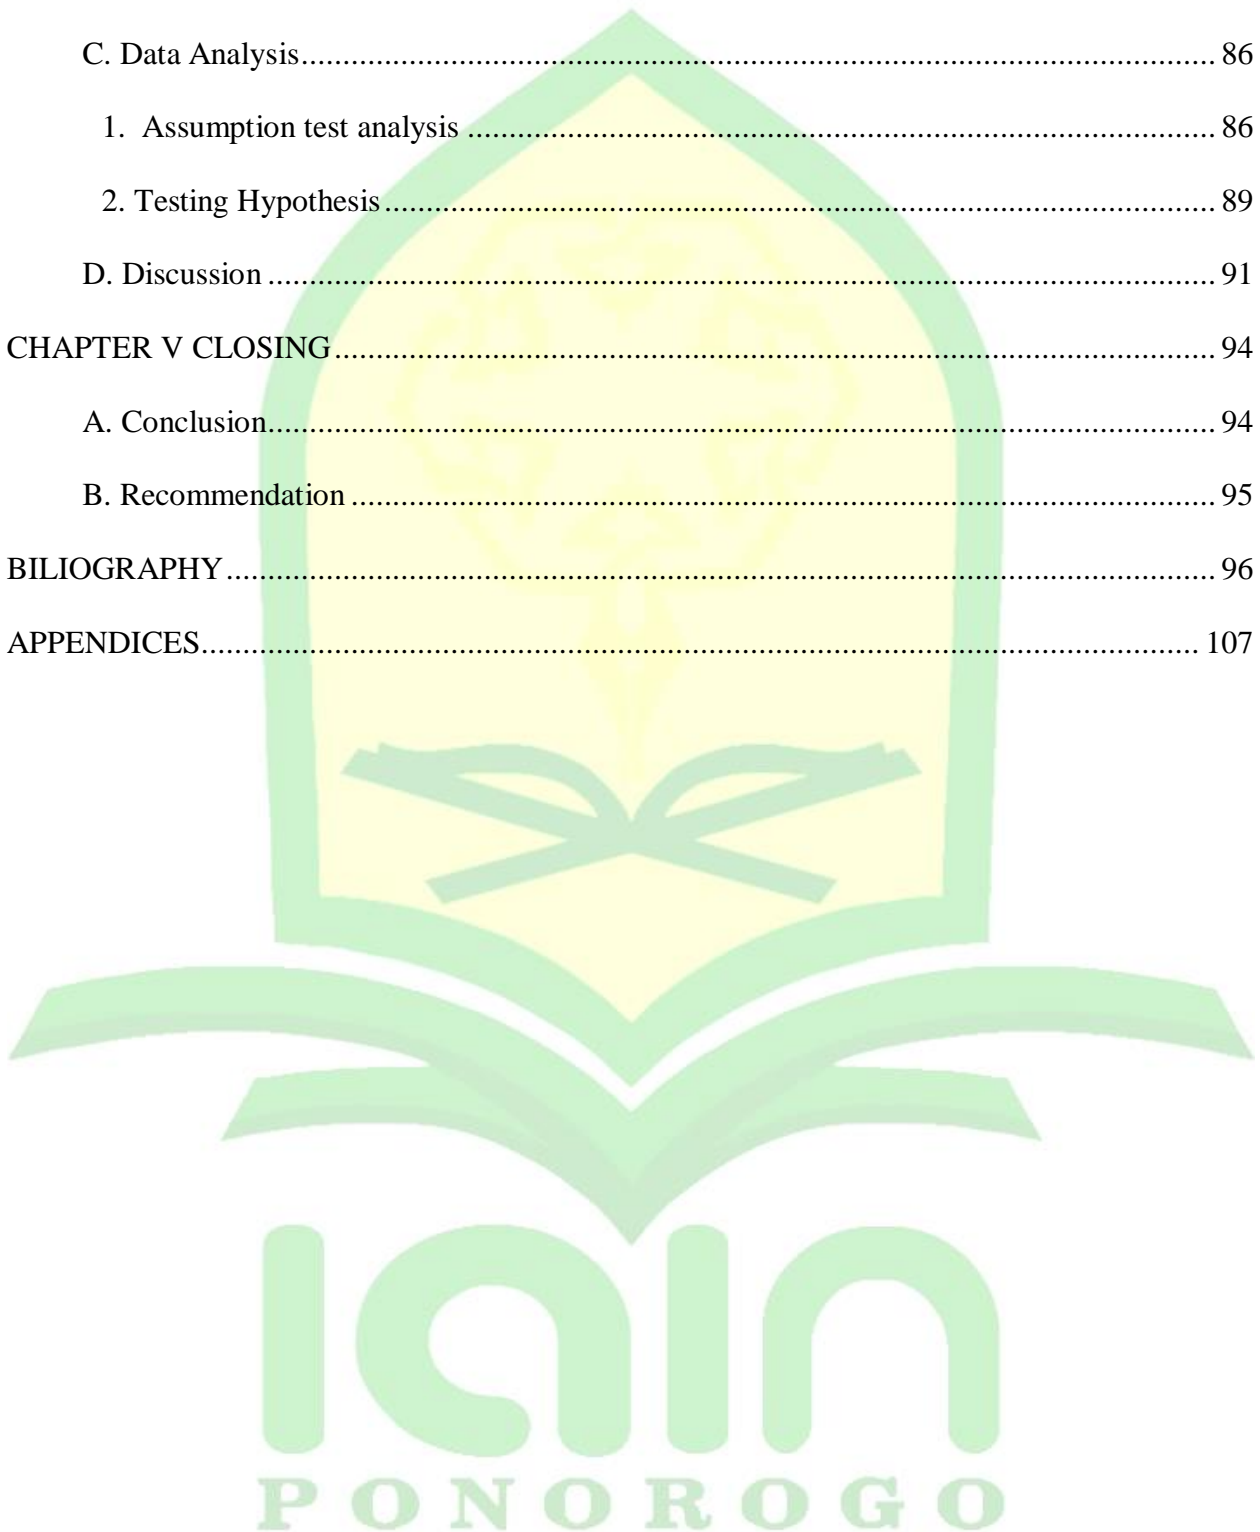 C. Data Analysis........................................................................................................................ 86
1. Assumption test analysis ................................................................................................. 86
2. Testing Hypothesis ........................................................................................................... 89
D. Discussion ............................................................................................................................ 91
CHAPTER V CLOSING................................................................................................................. 94
A. Conclusion............................................................................................................................ 94
B. Recommendation ................................................................................................................. 95
BILIOGRAPHY .............................................................................................................................. 96
APPENDICES................................................................................................................................ 107
iain
PONOROGO